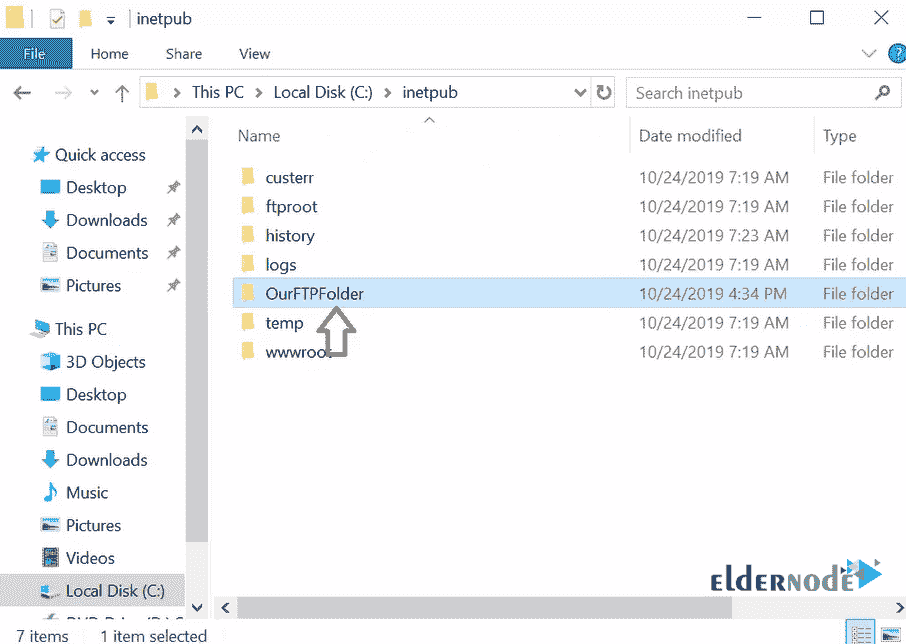 inetpub
File Home Share View
This PC Local Disk (C:) inetpub
Search inetpub
Name Date modified Type
Quick access
Desktop
Downloads
Documents
Pictures
This PC
3D Objects
Desktop
Documents
Downloads
Music
Pictures
Videos
Local Disk (C:)
custerr 10/24/2019 7:19 AM File folder
ftproot 10/24/2019 7:19 AM File folder
history 10/24/2019 7:23 AM File folder
logs 10/24/2019 7:19 AM File folder
OurFTPFolder 10/24/2019 4:34 PM File folder
temp 10/24/2019 7:19 AM File folder
wwwroot 10/24/2019 7:19 AM File folder
ELDERNODE
7 items 1 item selected